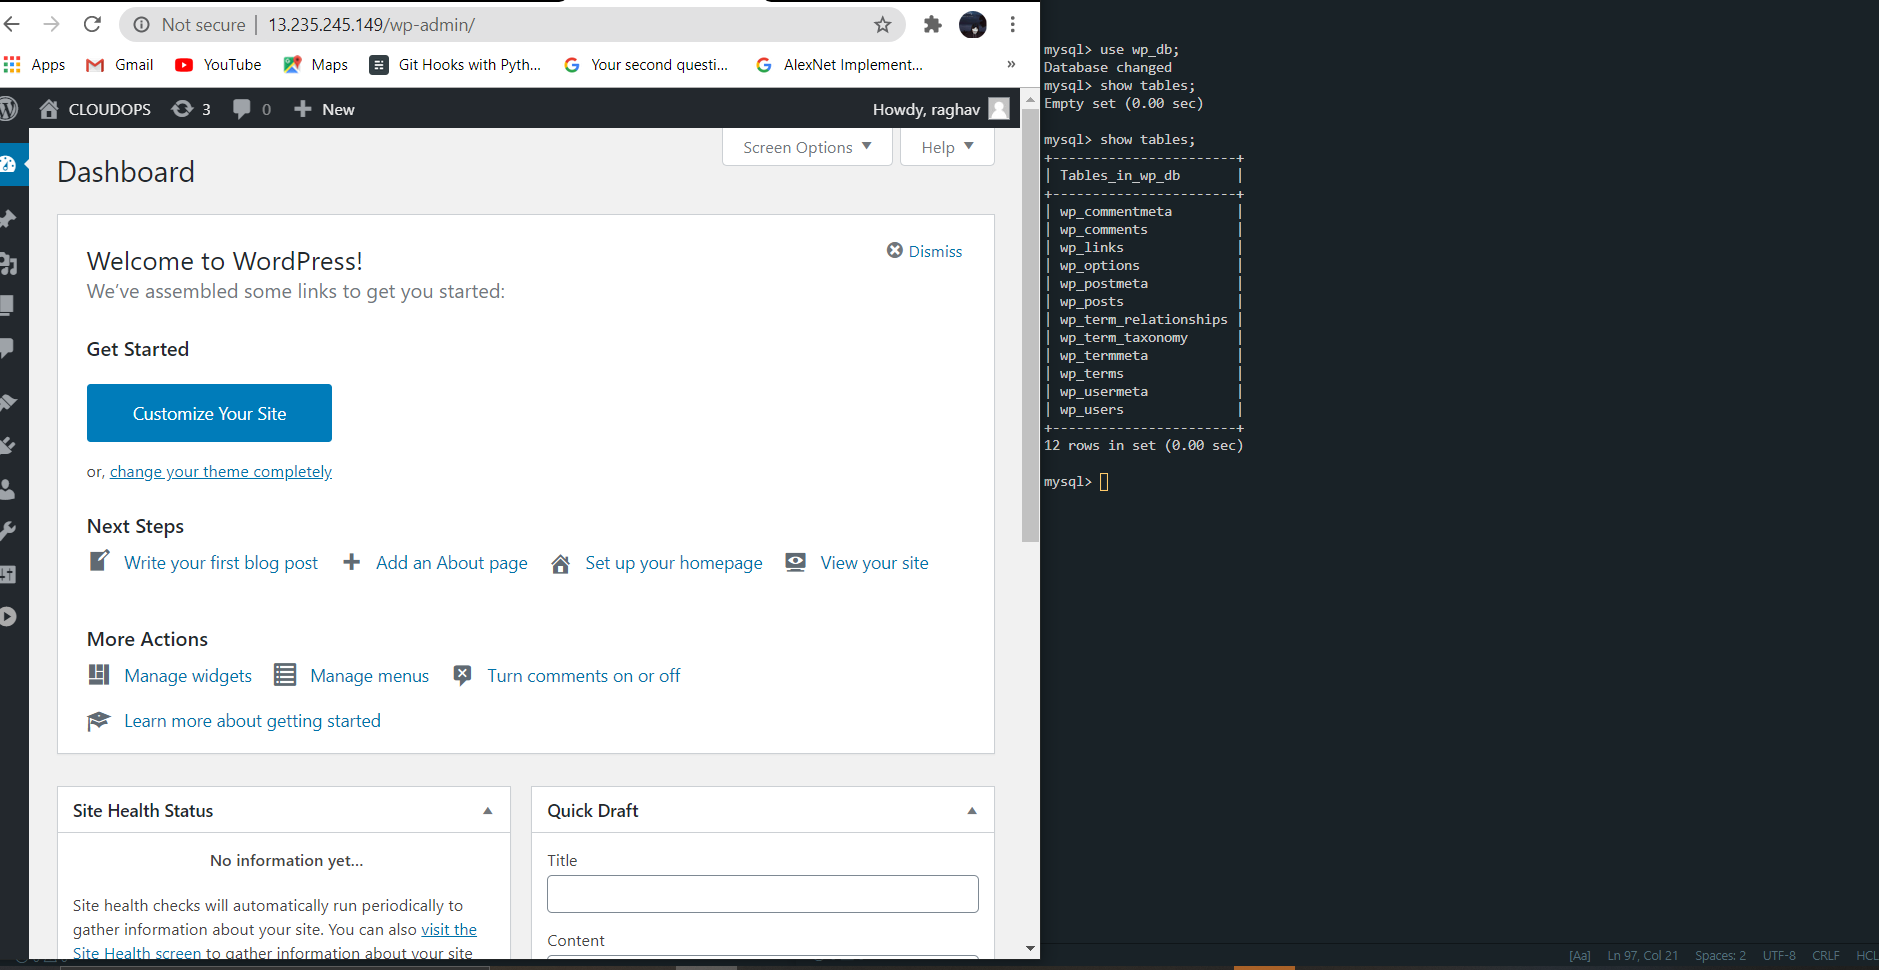 Not secure | 13.235.245.149/wp-admin/
Apps Gmail YouTube Maps Git Hooks with Pyth... Your second questi... AlexNet Implement... »
CLOUDOPS 3 0 New Howdy, raghav
Screen Options Help
Dashboard
Welcome to WordPress!
Dismiss
We’ve assembled some links to get you started:
Get Started
Customize Your Site
or, change your theme completely
Next Steps
Write your first blog post Add an About page Set up your homepage View your site
More Actions
Manage widgets Manage menus Turn comments on or off
Learn more about getting started
Site Health Status
No information yet...
Site health checks will automatically run periodically to
gather information about your site. You can also visit the
Site Health screen to gather information about your site
Quick Draft
Title
Content
mysql> use wp_db;
Database changed
mysql> show tables;
Empty set (0.00 sec)
mysql> show tables;
+-----------------------+
| Tables_in_wp_db |
+-----------------------+
| wp_commentmeta |
| wp_comments |
| wp_links |
| wp_options |
| wp_postmeta |
| wp_posts |
| wp_term_relationships |
| wp_term_taxonomy |
| wp_termmeta |
| wp_terms |
| wp_usermeta |
| wp_users |
+-----------------------+
12 rows in set (0.00 sec)
mysql>
[Aa] Ln 97, Col 21 Spaces: 2 UTF-8 CRLF HCL